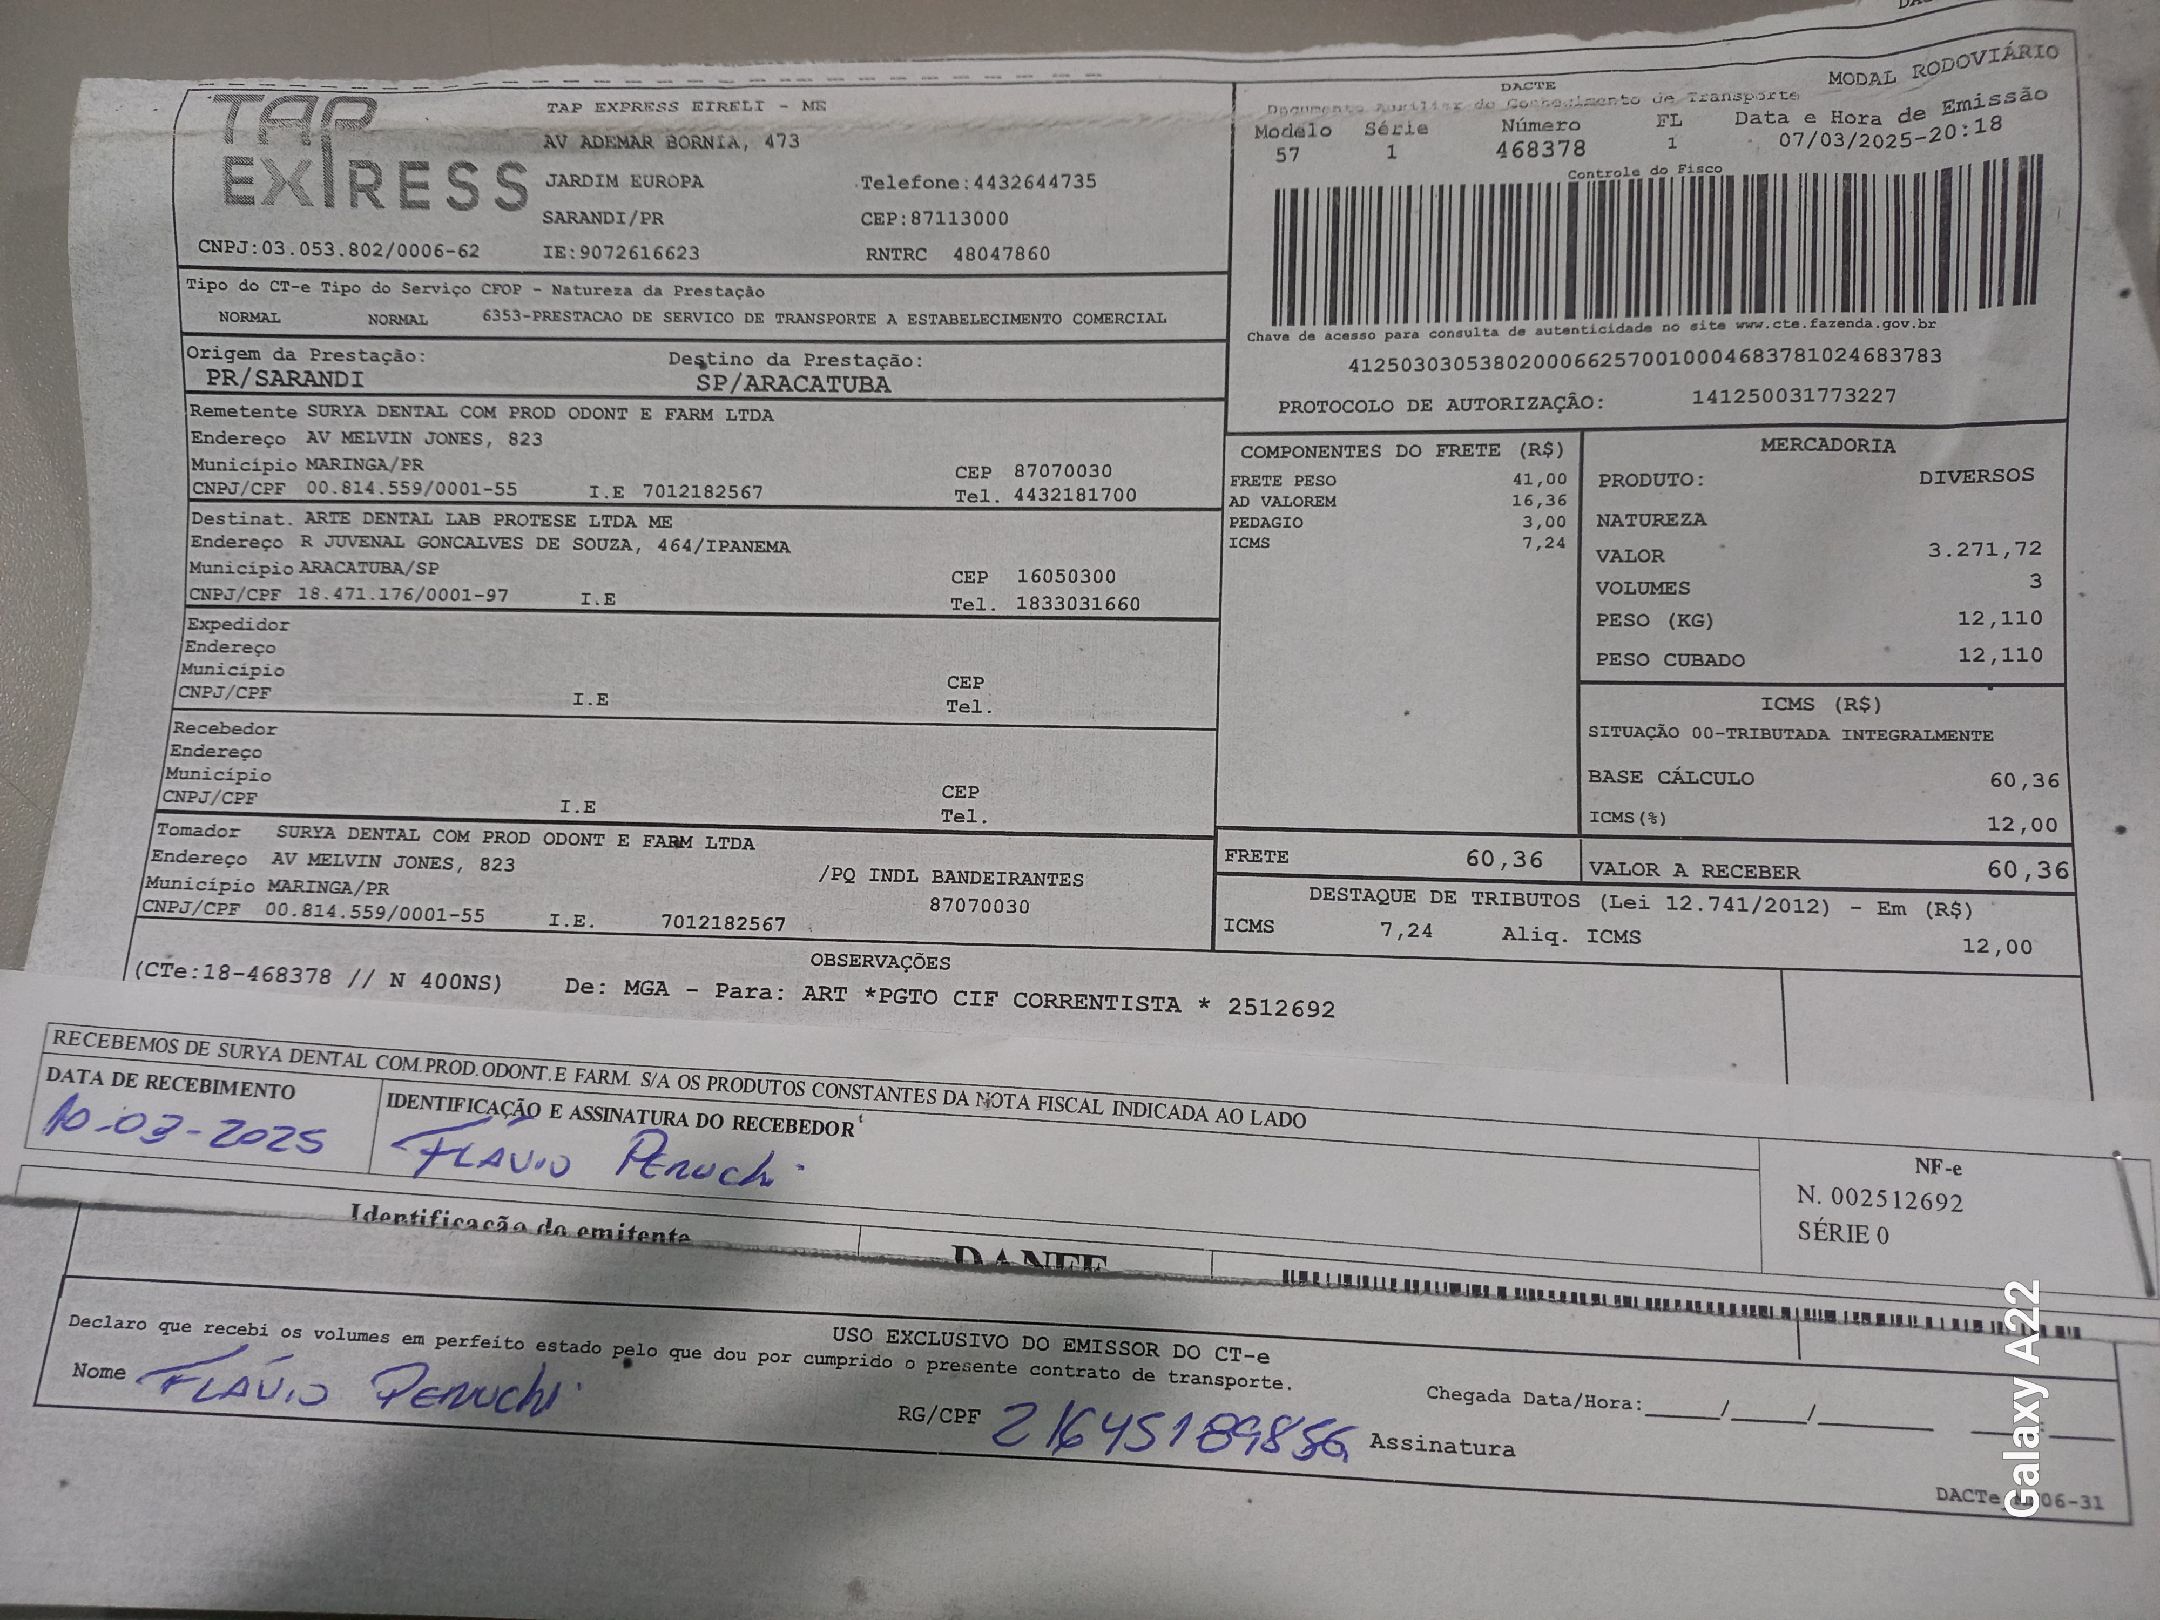 TAP EXPRESS
TAP EXPRESS EIRELI - ME
AV ADEMAR BORNIA, 473
JARDIM EUROPA Telefone:4432644735
SARANDI/PR CEP:87113000
CNPJ:03.053.802/0006-62 IE:9072616623 RNTRC 48047860
DACTE MODAL RODOVIÁRIO
Documento Auxiliar do Conhecimento de Transporte
Modelo Série Número FL Data e Hora de Emissão
57 1 468378 1 07/03/2025-20:18
Controle do Fisco
Chave de acesso para consulta de autenticidade no site www.cte.fazenda.gov.br
41250303053802000662570010004683781024683783
PROTOCOLO DE AUTORIZAÇÃO: 141250031773227
Tipo do CT-e Tipo do Serviço CFOP - Natureza da Prestação
NORMAL NORMAL 6353-PRESTACAO DE SERVICO DE TRANSPORTE A ESTABELECIMENTO COMERCIAL
Origem da Prestação: Destino da Prestação:
PR/SARANDI SP/ARACATUBA
Remetente SURYA DENTAL COM PROD ODONT E FARM LTDA
Endereço AV MELVIN JONES, 823
Município MARINGA/PR CEP 87070030
CNPJ/CPF 00.814.559/0001-55 I.E 7012182567 Tel. 4432181700
Destinat. ARTE DENTAL LAB PROTESE LTDA ME
Endereço R JUVENAL GONCALVES DE SOUZA, 464/IPANEMA
Município ARACATUBA/SP CEP 16050300
CNPJ/CPF 18.471.176/0001-97 I.E Tel. 1833031660
Expedidor
Endereço
Município CEP
CNPJ/CPF I.E Tel.
Recebedor
Endereço
Município CEP
CNPJ/CPF I.E Tel.
Tomador SURYA DENTAL COM PROD ODONT E FARM LTDA
Endereço AV MELVIN JONES, 823 /PQ INDL BANDEIRANTES
Município MARINGA/PR 87070030
CNPJ/CPF 00.814.559/0001-55 I.E. 7012182567
COMPONENTES DO FRETE (R$)
FRETE PESO 41,00
AD VALOREM 16,36
PEDAGIO 3,00
ICMS 7,24
MERCADORIA
PRODUTO: DIVERSOS
NATUREZA
VALOR 3.271,72
VOLUMES 3
PESO (KG) 12,110
PESO CUBADO 12,110
ICMS (R$)
SITUAÇÃO 00-TRIBUTADA INTEGRALMENTE
BASE CÁLCULO 60,36
ICMS(%) 12,00
FRETE 60,36 VALOR A RECEBER 60,36
DESTAQUE DE TRIBUTOS (Lei 12.741/2012) - Em (R$)
ICMS 7,24 Aliq. ICMS 12,00
OBSERVAÇÕES
(CTe:18-468378 // N 400NS) De: MGA - Para: ART *PGTO CIF CORRENTISTA * 2512692
RECEBEMOS DE SURYA DENTAL COM.PROD.ODONT.E FARM. S/A OS PRODUTOS CONSTANTES DA NOTA FISCAL INDICADA AO LADO
DATA DE RECEBIMENTO IDENTIFICAÇÃO E ASSINATURA DO RECEBEDOR
10-03-2025 FLÁVIO PERUCHI
NF-e
N. 002512692
SÉRIE 0
Identificação do emitente DANFE
USO EXCLUSIVO DO EMISSOR DO CT-e
Declaro que recebi os volumes em perfeito estado pelo que dou por cumprido o presente contrato de transporte.
Nome FLÁVIO PERUCHI RG/CPF Assinatura Chegada Data/Hora:____/____/______ ___:____
Galaxy A22